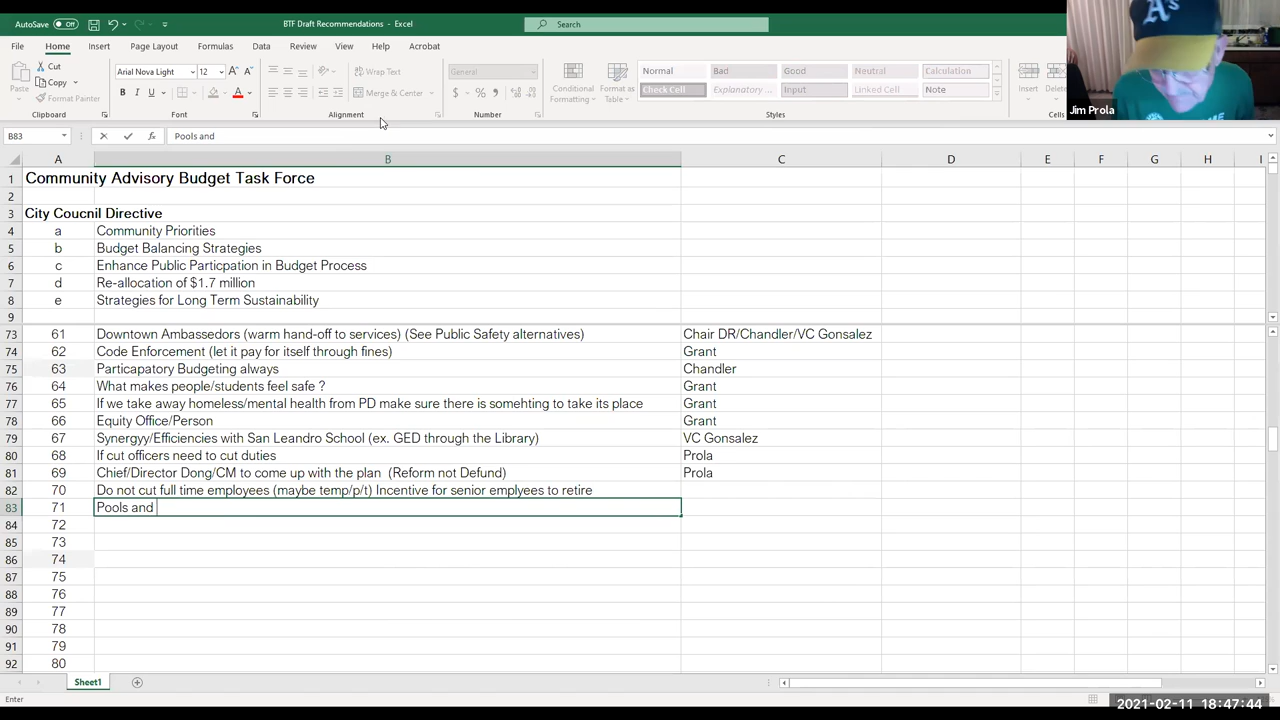 AutoSave Off BTF Draft Recommendations - Excel Search
File Home Insert Page Layout Formulas Data Review View Help Acrobat
Cut Arial Nova Light 12 A A Wrap Text General Normal Bad Good Neutral Calculation
Paste Copy Format Painter B I U A Merge & Center $ % Conditional Formatting Format as Table Check Cell Explanatory ... Input Linked Cell Note Insert Delete
Jim Prola
Clipboard Font Alignment Number Styles Cells
B83 fx Pools and
A B C D E F G H I
1 Community Advisory Budget Task Force
2
3 City Coucnil Directive
4 a Community Priorities
5 b Budget Balancing Strategies
6 c Enhance Public Particpation in Budget Process
7 d Re-allocation of $1.7 million
8 e Strategies for Long Term Sustainability
9
73 61 Downtown Ambassedors (warm hand-off to services) (See Public Safety alternatives) Chair DR/Chandler/VC Gonsalez
74 62 Code Enforcement (let it pay for itself through fines) Grant
75 63 Particapatory Budgeting always Chandler
76 64 What makes people/students feel safe ? Grant
77 65 If we take away homeless/mental health from PD make sure there is somehting to take its place Grant
78 66 Equity Office/Person Grant
79 67 Synergyy/Efficiencies with San Leandro School (ex. GED through the Library) VC Gonsalez
80 68 If cut officers need to cut duties Prola
81 69 Chief/Director Dong/CM to come up with the plan (Reform not Defund) Prola
82 70 Do not cut full time employees (maybe temp/p/t) Incentive for senior emplyees to retire
83 71 Pools and
84 72
85 73
86 74
87 75
88 76
89 77
90 78
91 79
92 80
Sheet1
Enter
2021-02-11 18:47:44